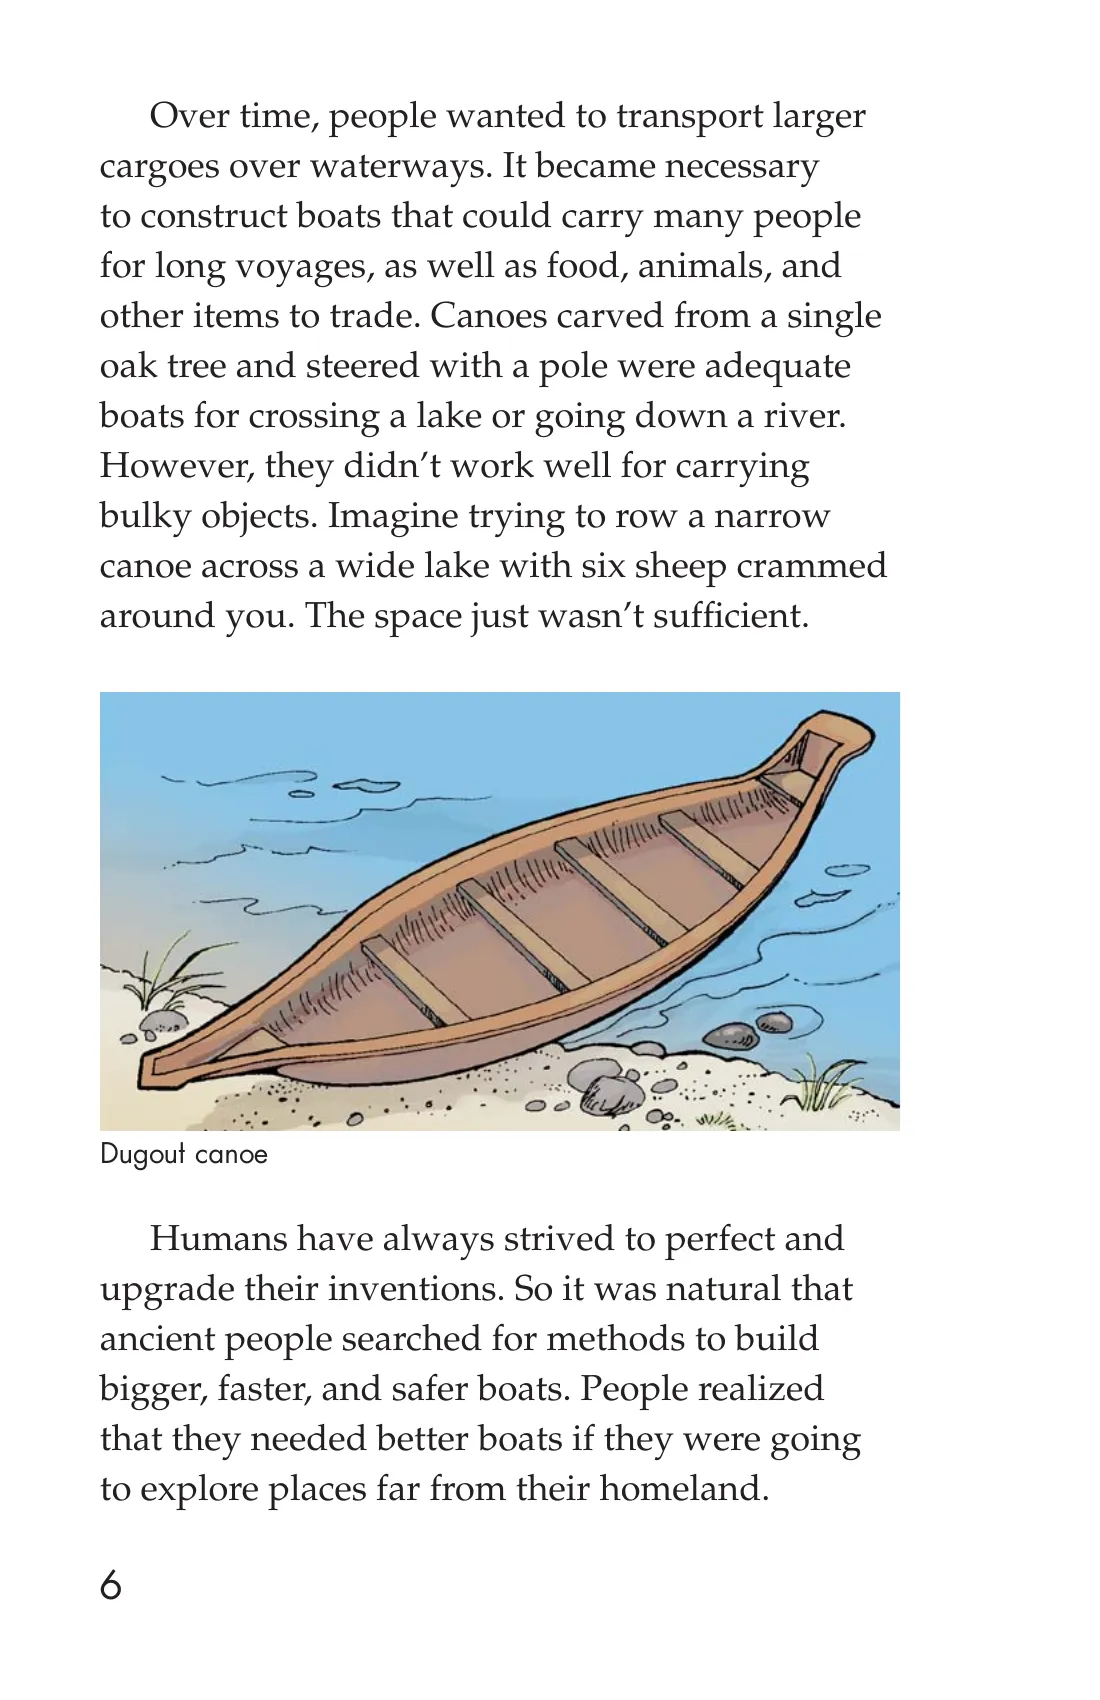 Over time, people wanted to transport larger
cargoes over waterways. It became necessary
to construct boats that could carry many people
for long voyages, as well as food, animals, and
other items to trade. Canoes carved from a single
oak tree and steered with a pole were adequate
boats for crossing a lake or going down a river.
However, they didn’t work well for carrying
bulky objects. Imagine trying to row a narrow
canoe across a wide lake with six sheep crammed
around you. The space just wasn’t sufficient.
Dugout canoe
Humans have always strived to perfect and
upgrade their inventions. So it was natural that
ancient people searched for methods to build
bigger, faster, and safer boats. People realized
that they needed better boats if they were going
to explore places far from their homeland.
6